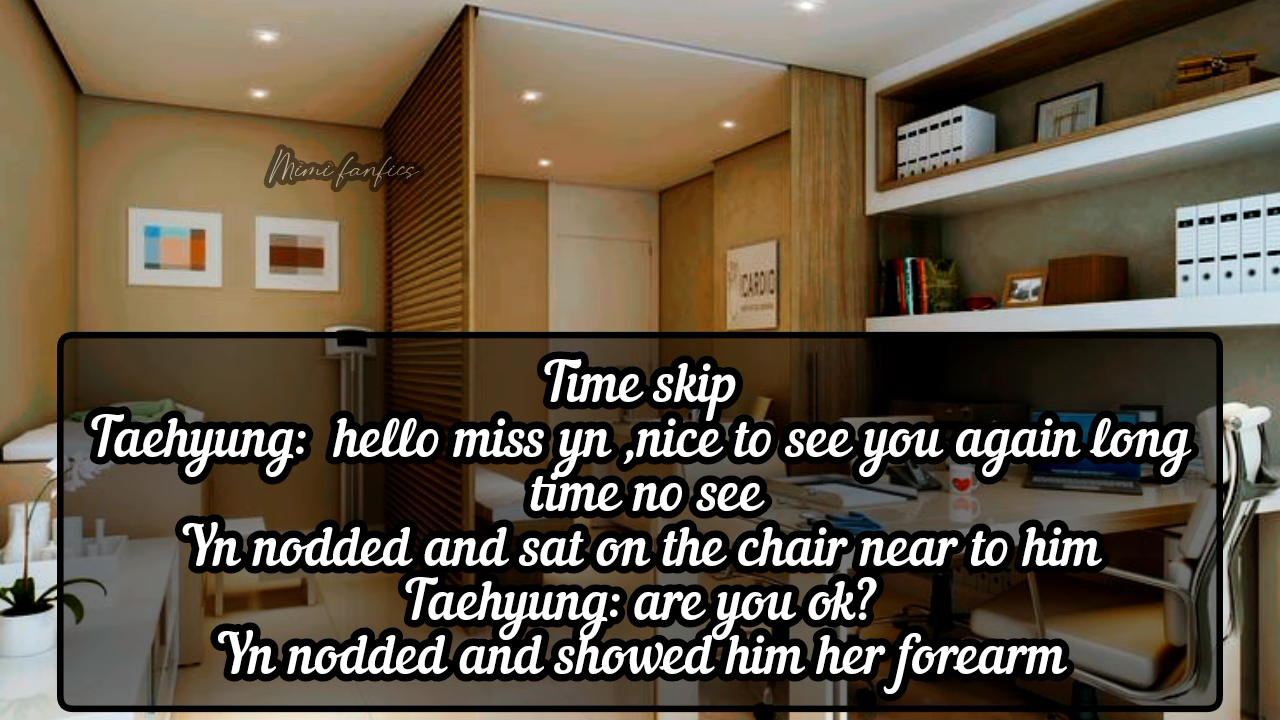 Mimi fanfics
CARDIO
Time skip
Taehyung:  hello miss yn ,nice to see you again long
time no see
Yn nodded and sat on the chair near to him
Taehyung: are you ok?
Yn nodded and showed him her forearm